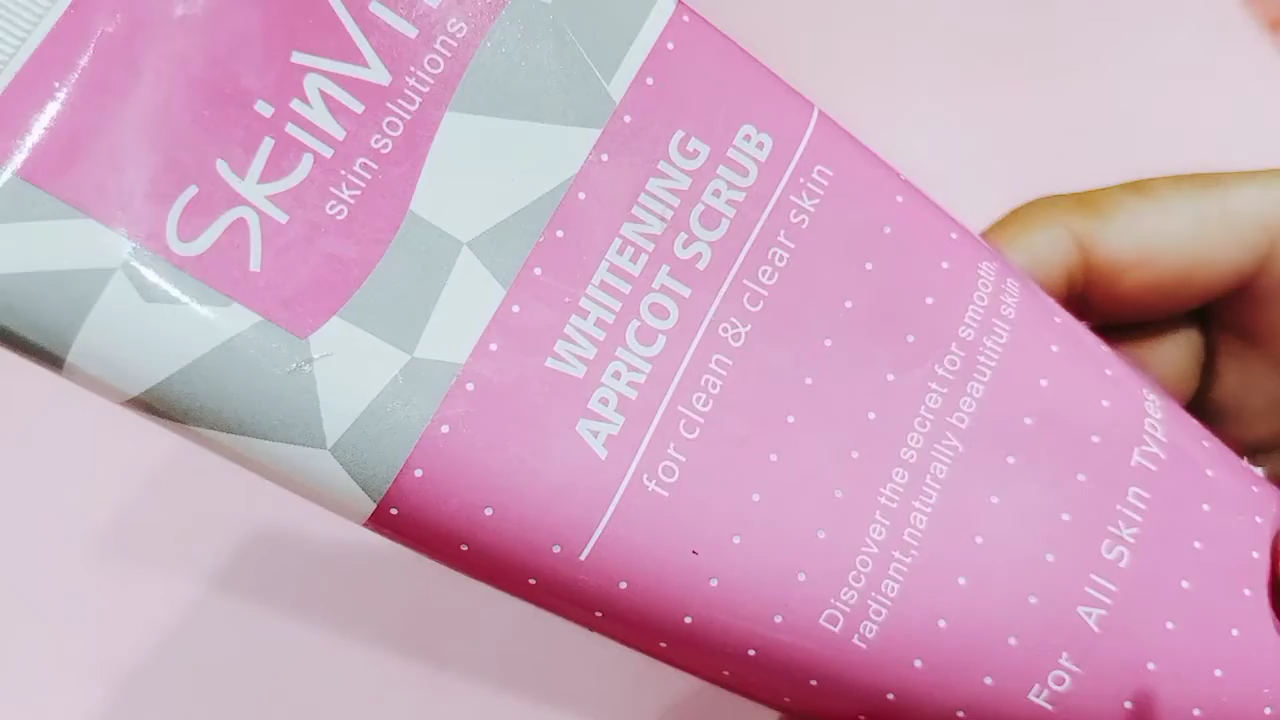 skin solutions
WHITENING
APRICOT SCRUB
for clean & clear skin
Discover the secret for smooth,
radiant,naturally beautiful skin
For All Skin Types